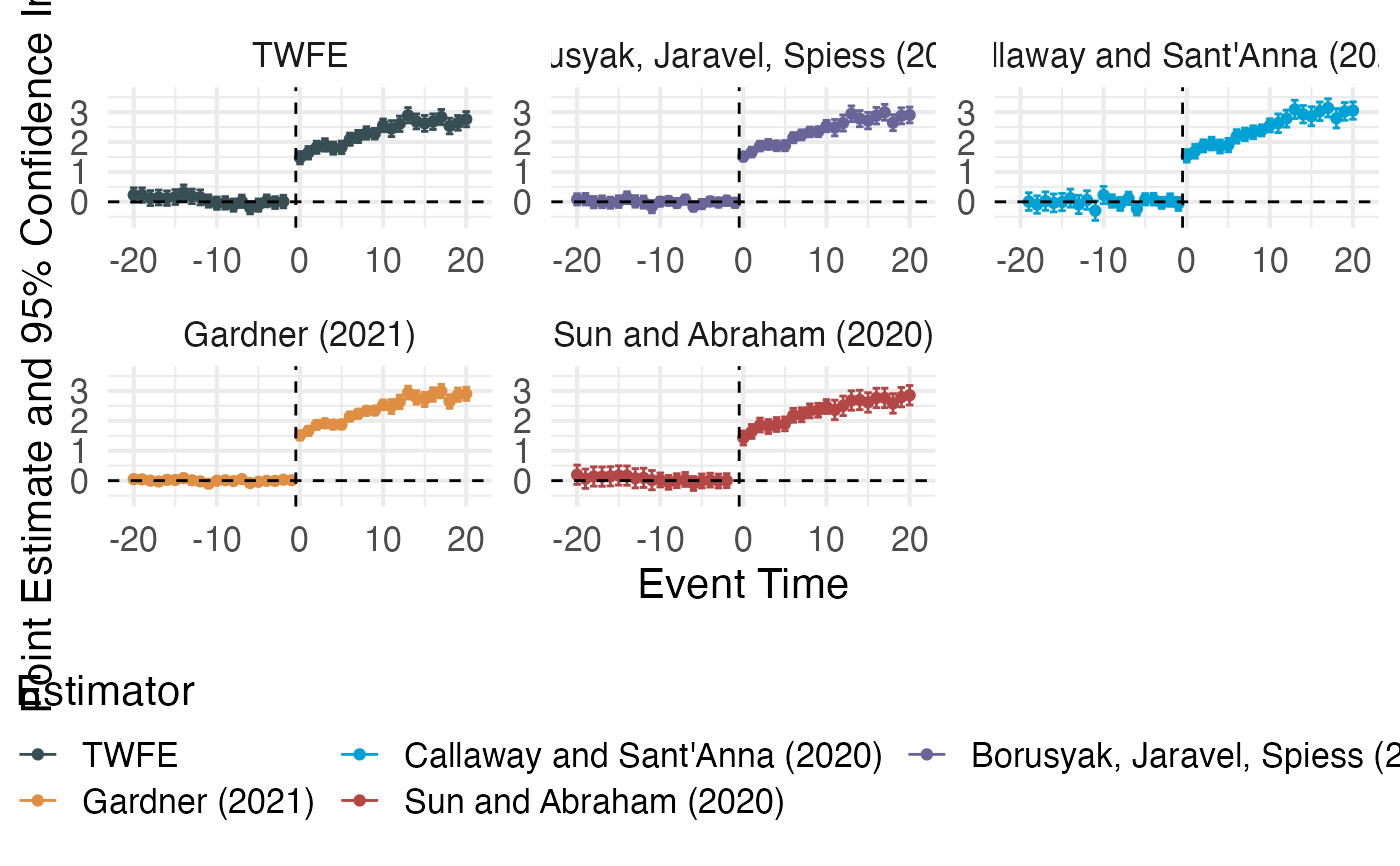 Point Estimate and 95% Confidence
TWFE
usyak, Jaravel, Spiess (20
llaway and Sant'Anna (20
3 3 3
2 2 2
1 1 1
0 0 0
-20 -10 0 10 20 -20 -10 0 10 20 -20 -10 0 10 20
Gardner (2021)
Sun and Abraham (2020)
3 3
2 2
1 1
0 0
-20 -10 0 10 20 -20 -10 0 10 20
Event Time
Estimator
TWFE
Callaway and Sant'Anna (2020)
Borusyak, Jaravel, Spiess (2
Gardner (2021)
Sun and Abraham (2020)